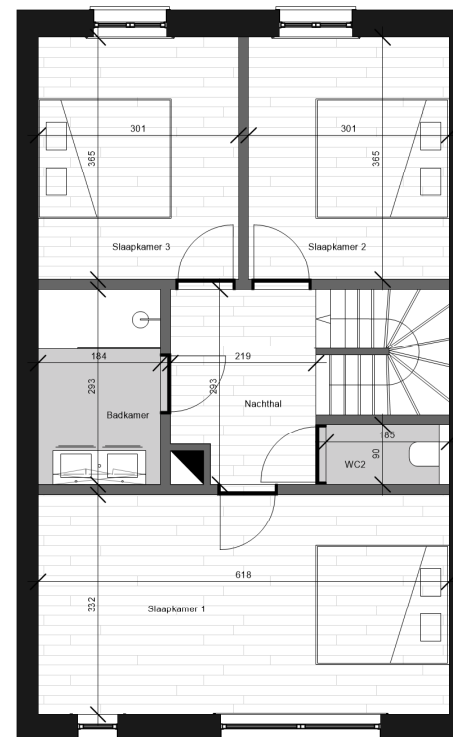 301
301
365
365
Slaapkamer 3
Slaapkamer 2
184
219
293
293
Nachthal
Badkamer
185
WC2
90
618
332
Slaapkamer 1